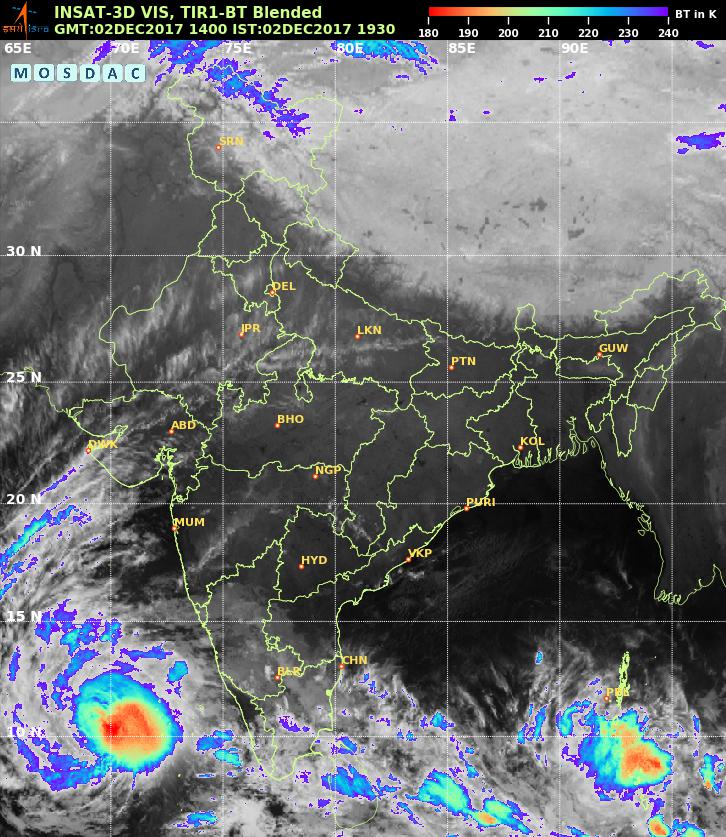 INSAT-3D VIS, TIR1-BT Blended
GMT:02DEC2017 1400 IST:02DEC2017 1930
BT in K
180 190 200 210 220 230 240
65E 70E 75E 80E 85E 90E
MOSDAC
SRN
30 N
DEL
JPR LKN
GUW
PTN
25 N
BHO
ABD
DWK KOL
NGP
20 N PURI
MUM
VKP
HYD
15 N
CHN
BLR
10 N